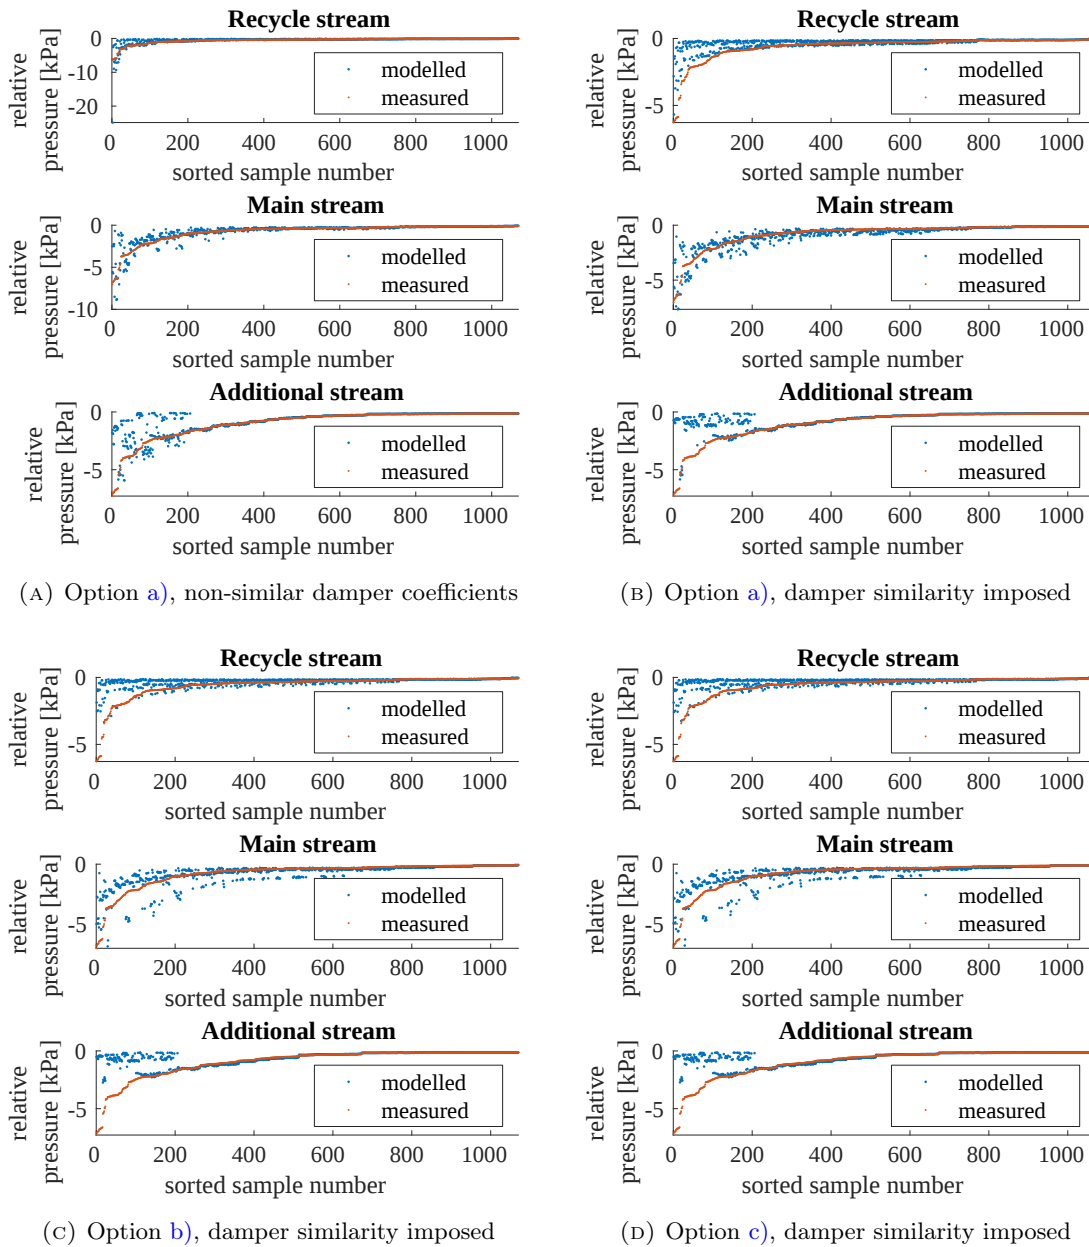 Recycle stream
relative
pressure [kPa]
0
-10
-20
modelled
measured
0 200 400 600 800 1000
sorted sample number
Main stream
relative
pressure [kPa]
0
-5
-10
modelled
measured
0 200 400 600 800 1000
sorted sample number
Additional stream
relative
pressure [kPa]
0
-5
modelled
measured
0 200 400 600 800 1000
sorted sample number
(A) Option a), non-similar damper coefficients
Recycle stream
relative
pressure [kPa]
0
-5
modelled
measured
0 200 400 600 800 1000
sorted sample number
Main stream
relative
pressure [kPa]
0
-5
modelled
measured
0 200 400 600 800 1000
sorted sample number
Additional stream
relative
pressure [kPa]
0
-5
modelled
measured
0 200 400 600 800 1000
sorted sample number
(B) Option a), damper similarity imposed
Recycle stream
relative
pressure [kPa]
0
-5
modelled
measured
0 200 400 600 800 1000
sorted sample number
Main stream
relative
pressure [kPa]
0
-5
modelled
measured
0 200 400 600 800 1000
sorted sample number
Additional stream
relative
pressure [kPa]
0
-5
modelled
measured
0 200 400 600 800 1000
sorted sample number
(C) Option b), damper similarity imposed
Recycle stream
relative
pressure [kPa]
0
-5
modelled
measured
0 200 400 600 800 1000
sorted sample number
Main stream
relative
pressure [kPa]
0
-5
modelled
measured
0 200 400 600 800 1000
sorted sample number
Additional stream
relative
pressure [kPa]
0
-5
modelled
measured
0 200 400 600 800 1000
sorted sample number
(D) Option c), damper similarity imposed